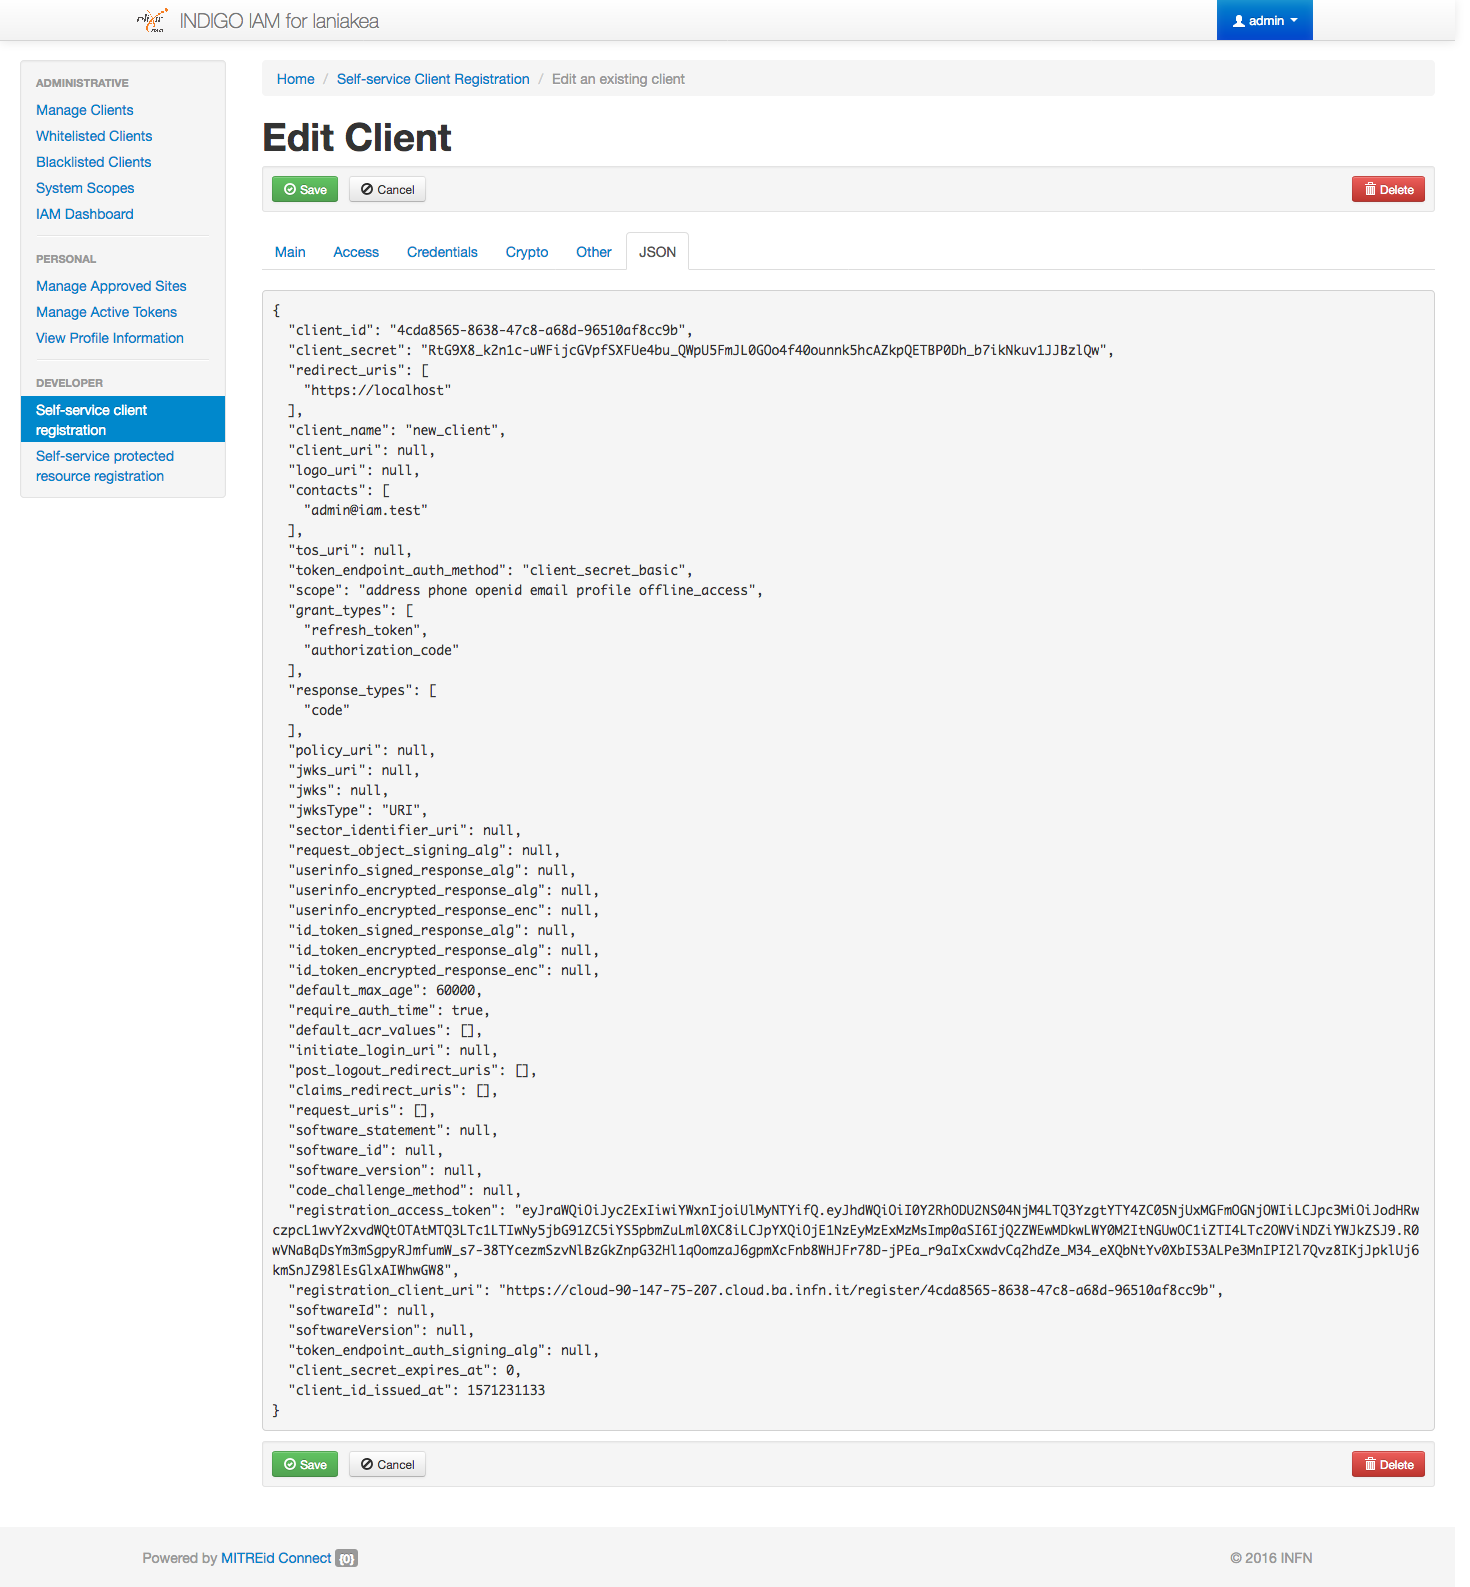 elixir
INDIGO IAM for laniakea
admin
ADMINISTRATIVE
Manage Clients
Whitelisted Clients
Blacklisted Clients
System Scopes
IAM Dashboard
PERSONAL
Manage Approved Sites
Manage Active Tokens
View Profile Information
DEVELOPER
Self-service client
registration
Self-service protected
resource registration
Home / Self-service Client Registration / Edit an existing client
Edit Client
Save Cancel Delete
Main Access Credentials Crypto Other JSON
{
"client_id": "4cda8565-8638-47c8-a68d-96510af8cc9b",
"client_secret": "RtG9X8_k2n1c-uWFijcGVpfSXFUe4bu_QWpU5FmJL0GOo4f40ounnk5hcAZkpQETBP0Dh_b7ikNkuv1JJBzlQw",
"redirect_uris": [
"https://localhost"
],
"client_name": "new_client",
"client_uri": null,
"logo_uri": null,
"contacts": [
"admin@iam.test"
],
"tos_uri": null,
"token_endpoint_auth_method": "client_secret_basic",
"scope": "address phone openid email profile offline_access",
"grant_types": [
"refresh_token",
"authorization_code"
],
"response_types": [
"code"
],
"policy_uri": null,
"jwks_uri": null,
"jwks": null,
"jwksType": "URI",
"sector_identifier_uri": null,
"request_object_signing_alg": null,
"userinfo_signed_response_alg": null,
"userinfo_encrypted_response_alg": null,
"userinfo_encrypted_response_enc": null,
"id_token_signed_response_alg": null,
"id_token_encrypted_response_alg": null,
"id_token_encrypted_response_enc": null,
"default_max_age": 60000,
"require_auth_time": true,
"default_acr_values": [],
"initiate_login_uri": null,
"post_logout_redirect_uris": [],
"claims_redirect_uris": [],
"request_uris": [],
"software_statement": null,
"software_id": null,
"software_version": null,
"code_challenge_method": null,
"registration_access_token": "eyJraWQiOiJyc2ExIiwiYWxnIjoiUlMyNTYifQ.eyJhdWQiOiI0Y2RhODU2NS04NjM4LTQ3YzgtYTY4ZC05NjUxMGFmOGNjOWIiLCJpc3MiOiJodHRw
czpcL1wvY2xvdWQtOTAtMTQ3LTc1LTIwNy5jbG91ZC5iYS5pbmZuLml0XC8iLCJpYXQiOjE1NzEyMzExMzMsImp0aSI6IjQ2ZWEwMDkwLWY0M2ItNGUwOC1iZTI4LTc2OWViNDZiYWJkZSJ9.R0
wVNaBqDsYm3mSgpyRJmfumW_s7-38TYcezmSzvNlBzGkZnpG32Hl1qOomzaJ6gpmXcFnb8WHJFr78D-jPEa_r9aIxCxwdvCq2hdZe_M34_eXQbNtYv0XbI53ALPe3MnIPI2l7Qvz8IKjJpklUj6
kmSnJZ98lEsGlxAIWhwGW8",
"registration_client_uri": "https://cloud-90-147-75-207.cloud.ba.infn.it/register/4cda8565-8638-47c8-a68d-96510af8cc9b",
"softwareId": null,
"softwareVersion": null,
"token_endpoint_auth_signing_alg": null,
"client_secret_expires_at": 0,
"client_id_issued_at": 1571231133
}
Save Cancel Delete
Powered by MITREid Connect {0} © 2016 INFN